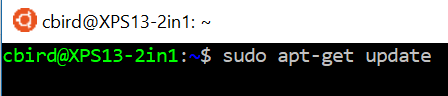 cbird@XPS13-2in1: ~
cbird@XPS13-2in1:~$ sudo apt-get update